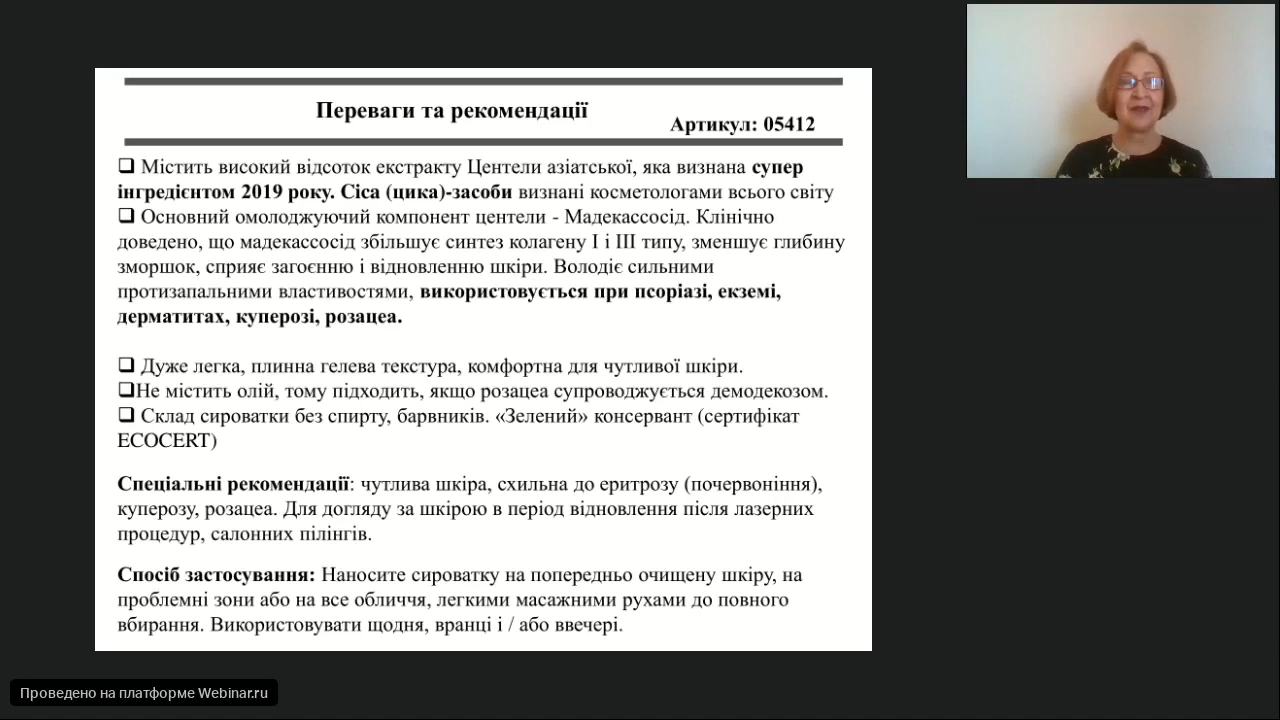 Переваги та рекомендації
Артикул: 05412
❑ Містить високий відсоток екстракту Центели азіатської, яка визнана супер
інгредієнтом 2019 року. Сіса (цика)-засоби визнані косметологами всього світу
❑ Основний омолоджуючий компонент центели - Мадекассосід. Клінічно
доведено, що мадекассосід збільшує синтез колагену І і ІІІ типу, зменшує глибину
зморшок, сприяє загоєнню і відновленню шкіри. Володіє сильними
протизапальними властивостями, використовується при псоріазі, екземі,
дерматитах, куперозі, розацеа.
❑ Дуже легка, плинна гелева текстура, комфортна для чутливої шкіри.
❑Не містить олій, тому підходить, якщо розацеа супроводжується демодекозом.
❑ Склад сироватки без спирту, барвників. «Зелений» консервант (сертифікат
ECOCERT)
Спеціальні рекомендації: чутлива шкіра, схильна до еритрозу (почервоніння),
куперозу, розацеа. Для догляду за шкірою в період відновлення після лазерних
процедур, салонних пілінгів.
Спосіб застосування: Наносите сироватку на попередньо очищену шкіру, на
проблемні зони або на все обличчя, легкими масажними рухами до повного
вбирання. Використовувати щодня, вранці і / або ввечері.
Проведено на платформе Webinar.ru